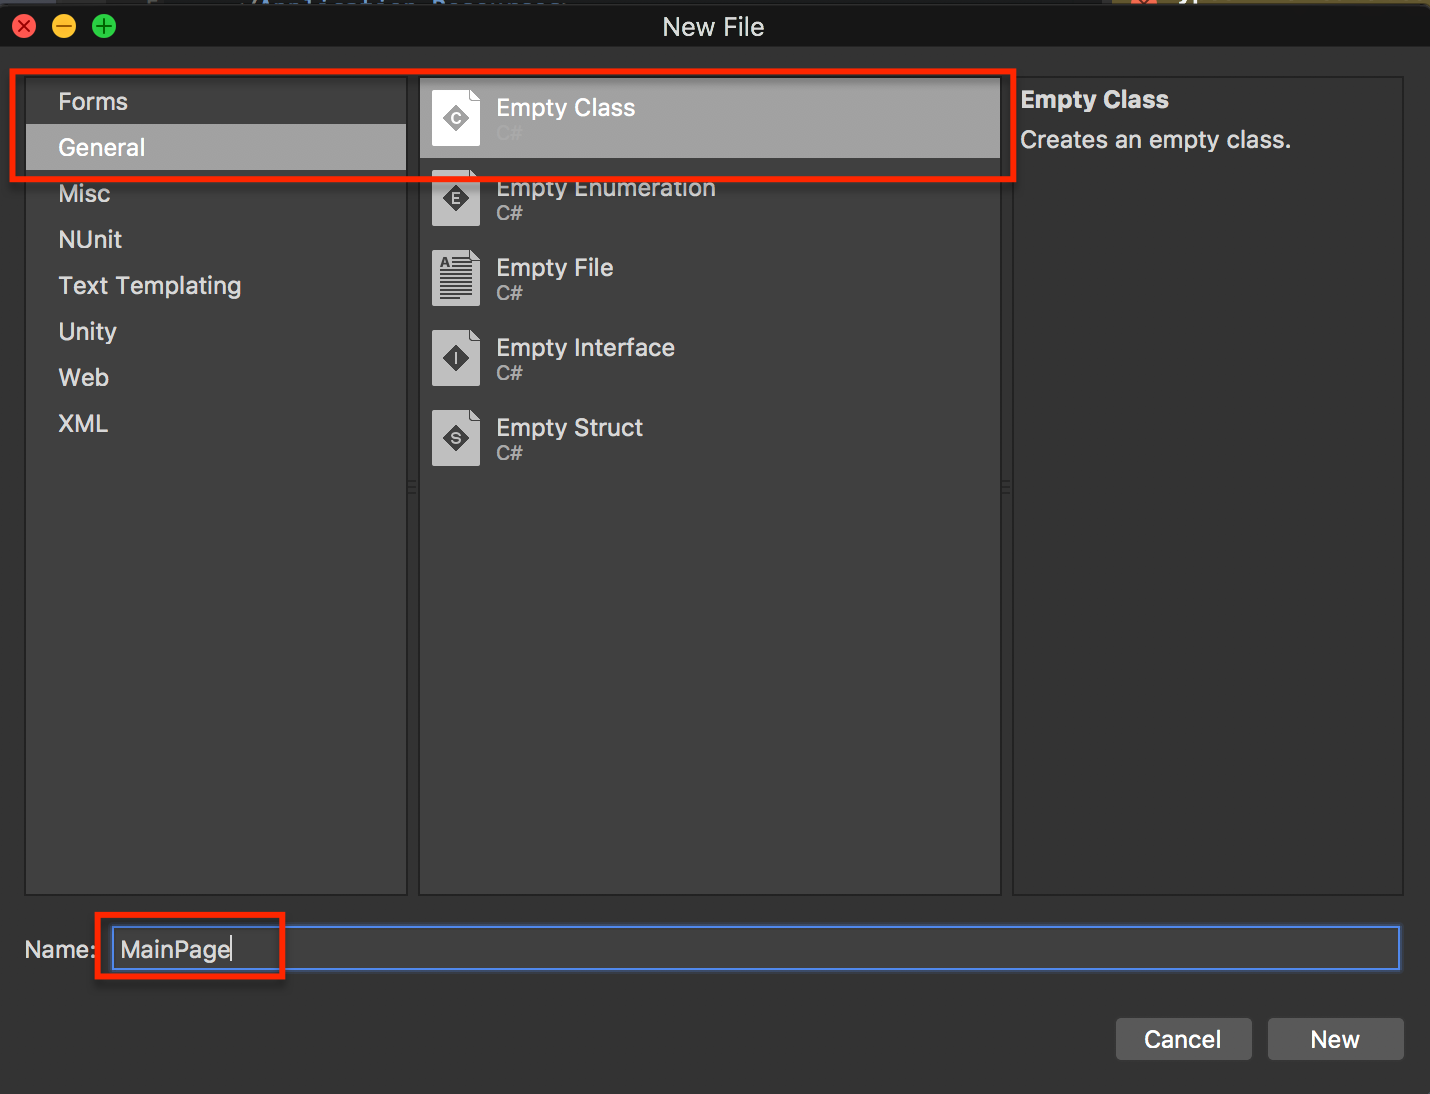 New File
Forms
General
Misc
NUnit
Text Templating
Unity
Web
XML
C
Empty Class
C#
E
Empty Enumeration
C#
A
Empty File
C#
I
Empty Interface
C#
S
Empty Struct
C#
Empty Class
Creates an empty class.
Name: MainPage
Cancel
New